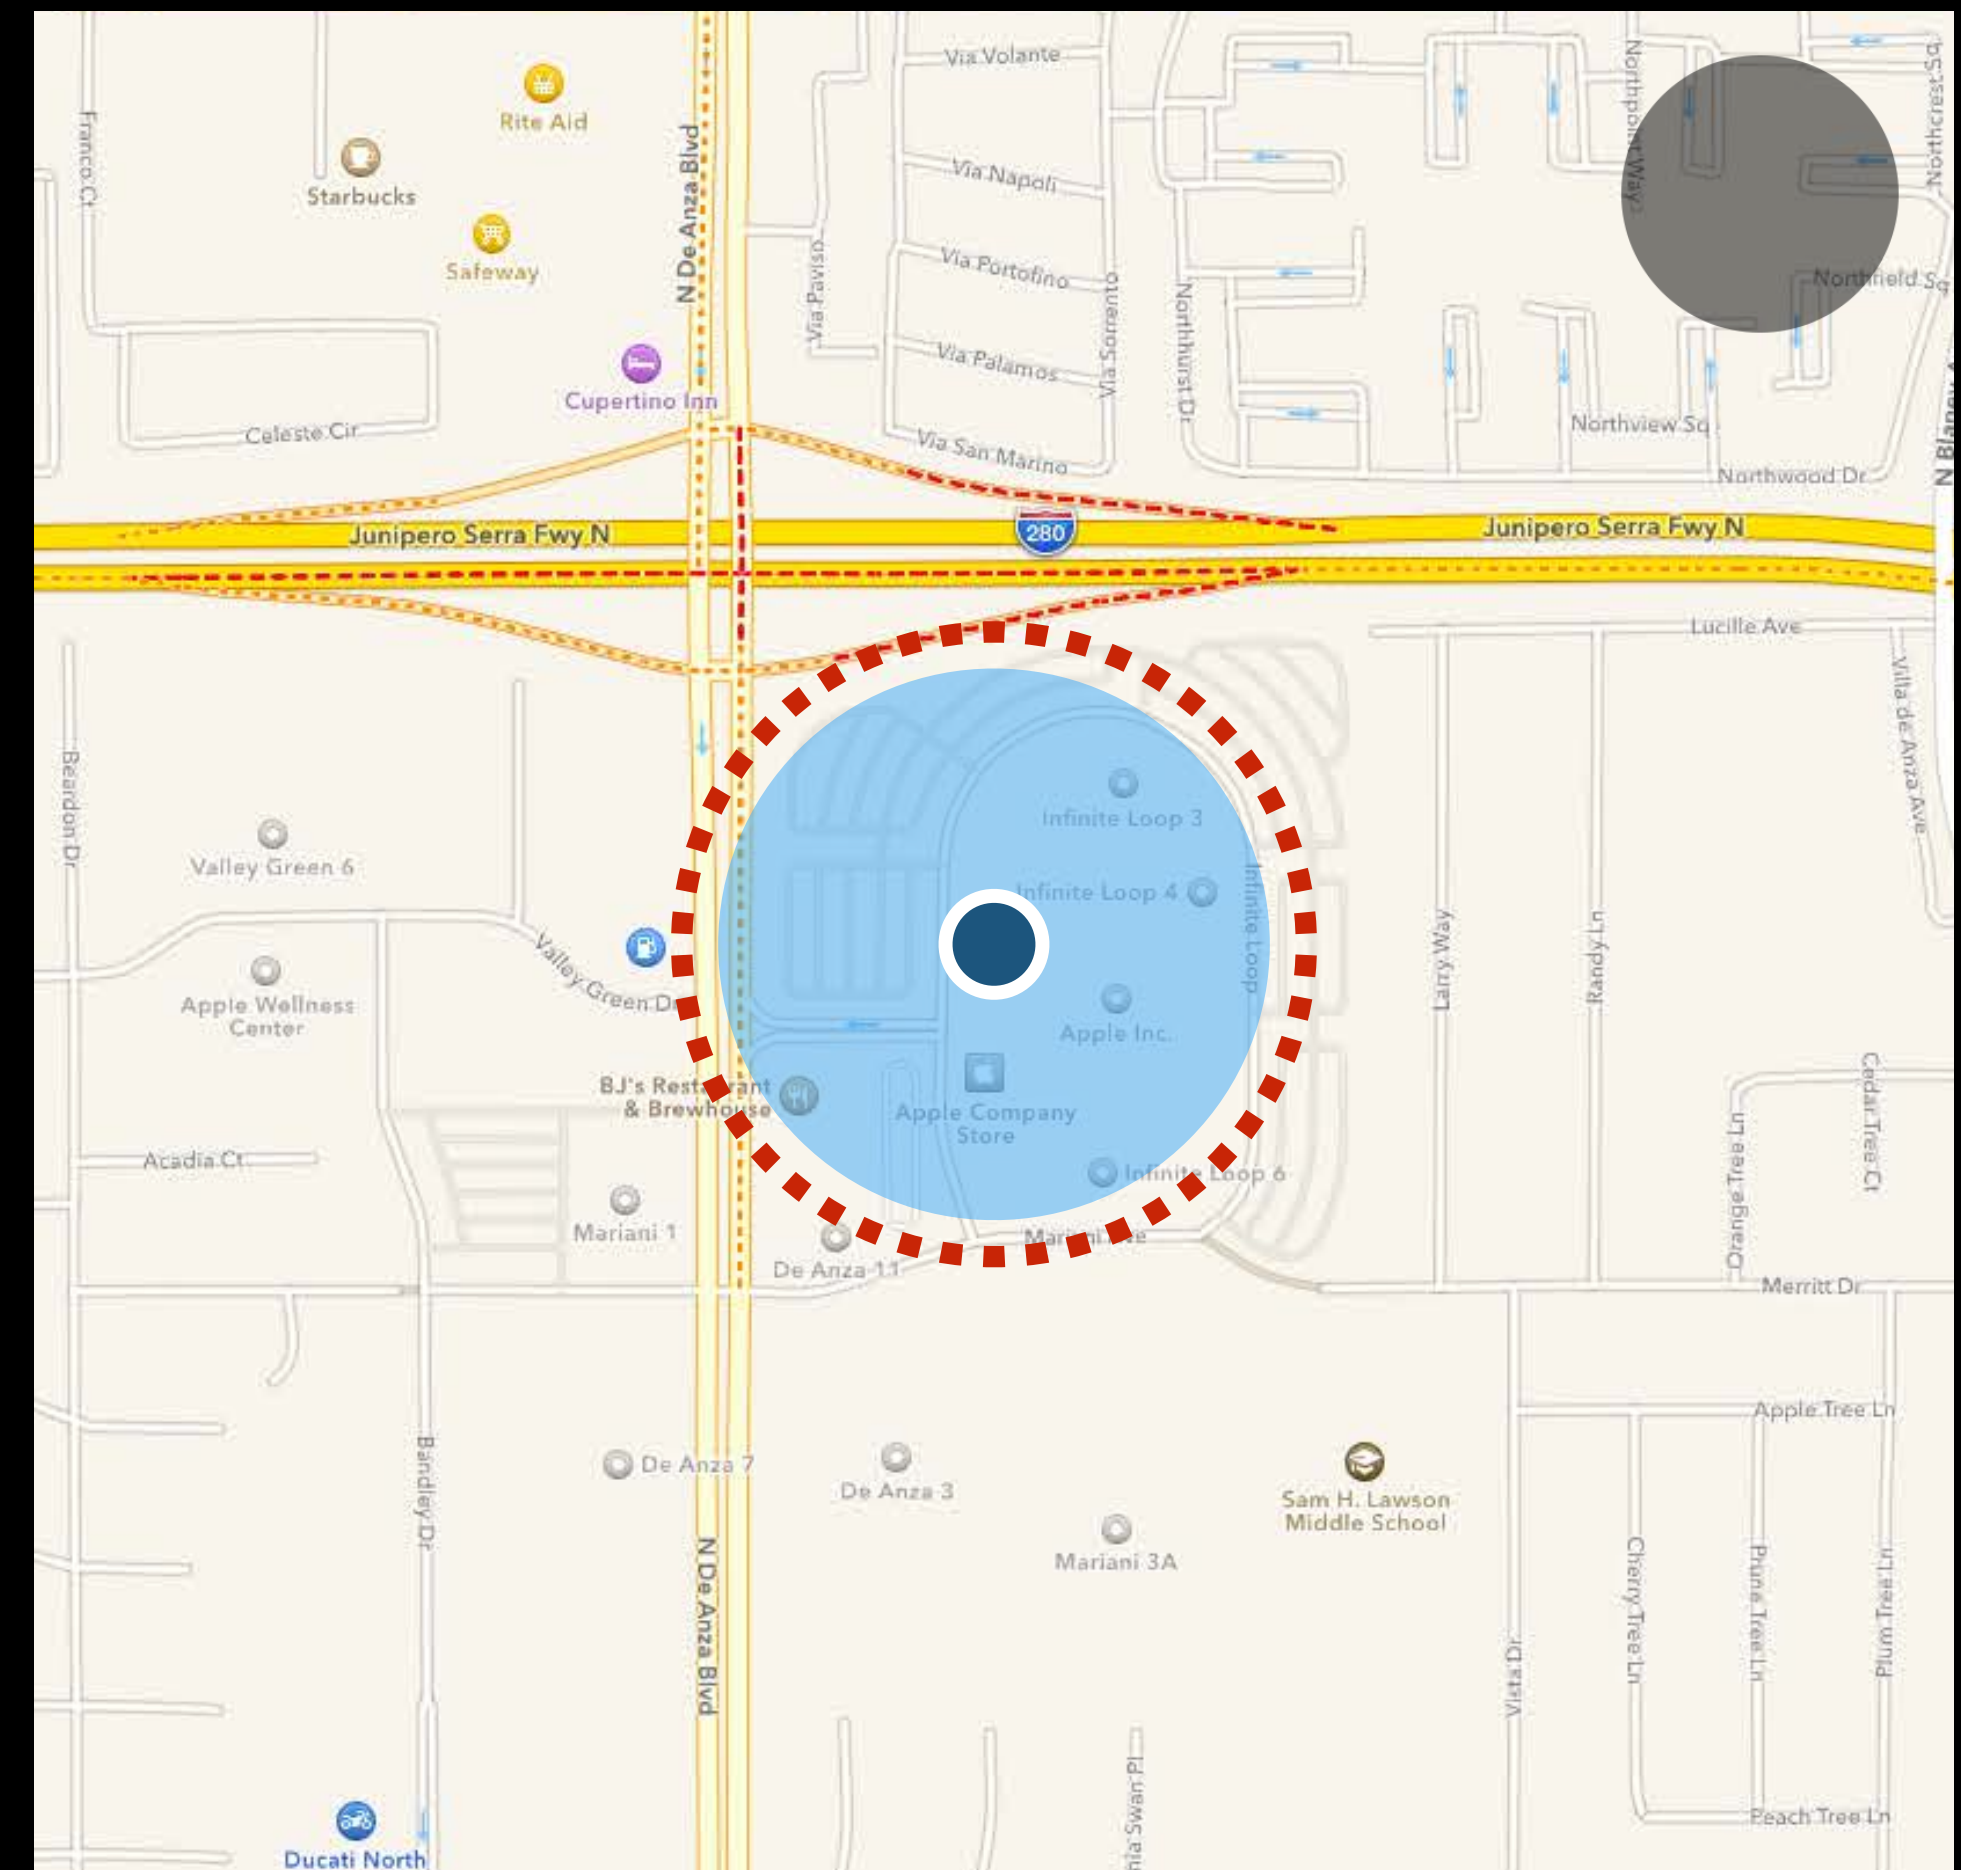 Via Volante
Rite Aid
Franco Ct
Starbucks
N De Anza Blvd
Via Napoli
Northpoint Way
Northcrest Sq
Safeway
Via Paviso
Via Portofino
Via Sorrento
Northhurst Dr
Northfield Sq
Via Palamos
Cupertino Inn
Celeste Cir
Via San Marino
Northview Sq
Northwood Dr
N Blaney A
Junipero Serra Fwy N
280
Junipero Serra Fwy N
Lucille Ave
Villa de Anza Ave
Beardon Dr
Infinite Loop 3
Valley Green 6
Infinite Loop 4
Infinite Loop
Larry Way
Randy Ln
Valley Green Dr
Apple Wellness
Center
Apple Inc.
BJ's Restaurant
& Brewhouse
Apple Company
Store
Cedar Tree Ct
Orange Tree Ln
Acadia Ct
Infinite Loop 6
Mariani 1
Mariani Ave
De Anza 11
Merritt Dr
Apple Tree Ln
Bandley Dr
De Anza 7
De Anza 3
Sam H. Lawson
Middle School
Mariani 3A
N De Anza Blvd
Vista Dr
Cherry Tree Ln
Prune Tree Ln
Plum Tree Ln
nia Swan Pl
Peach Tree Ln
Ducati North